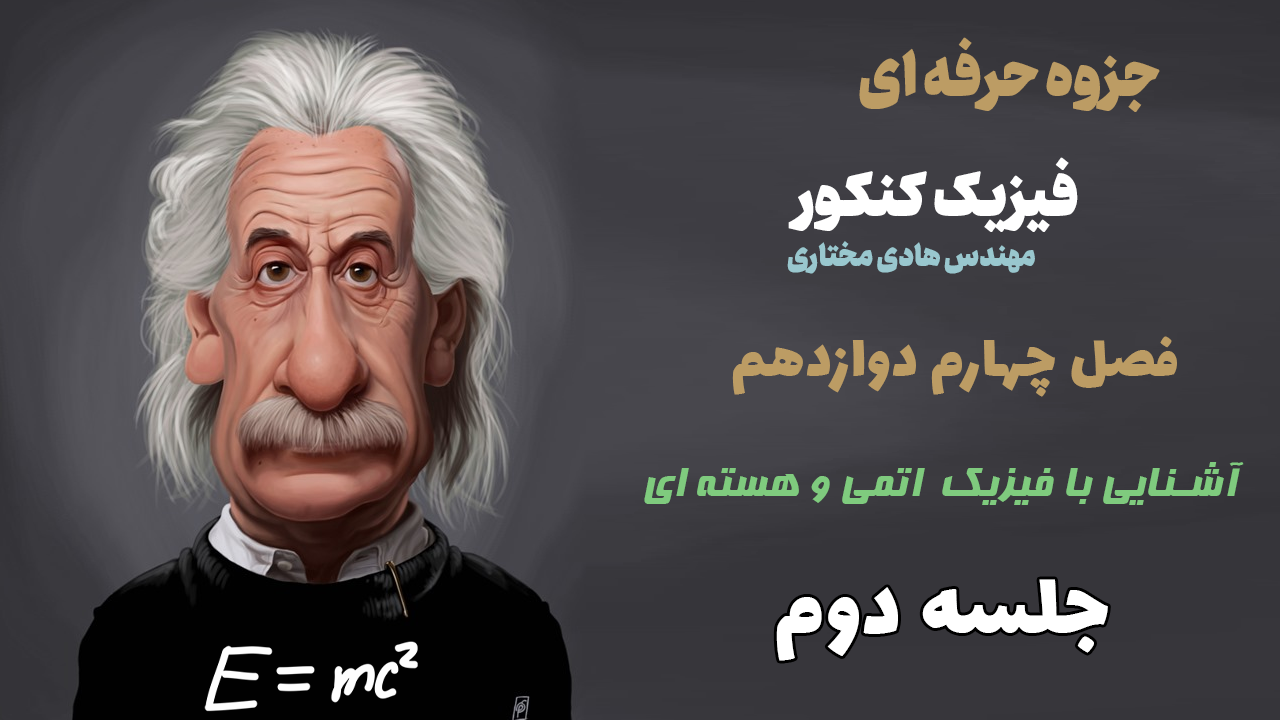 جزوه حرفه ای
فیزیک کنکور
مهندس هادی مختاری
فصل چهارم دوازدهم
آشنایی با فیزیک اتمی و هسته ای
جلسه دوم
E = mc²